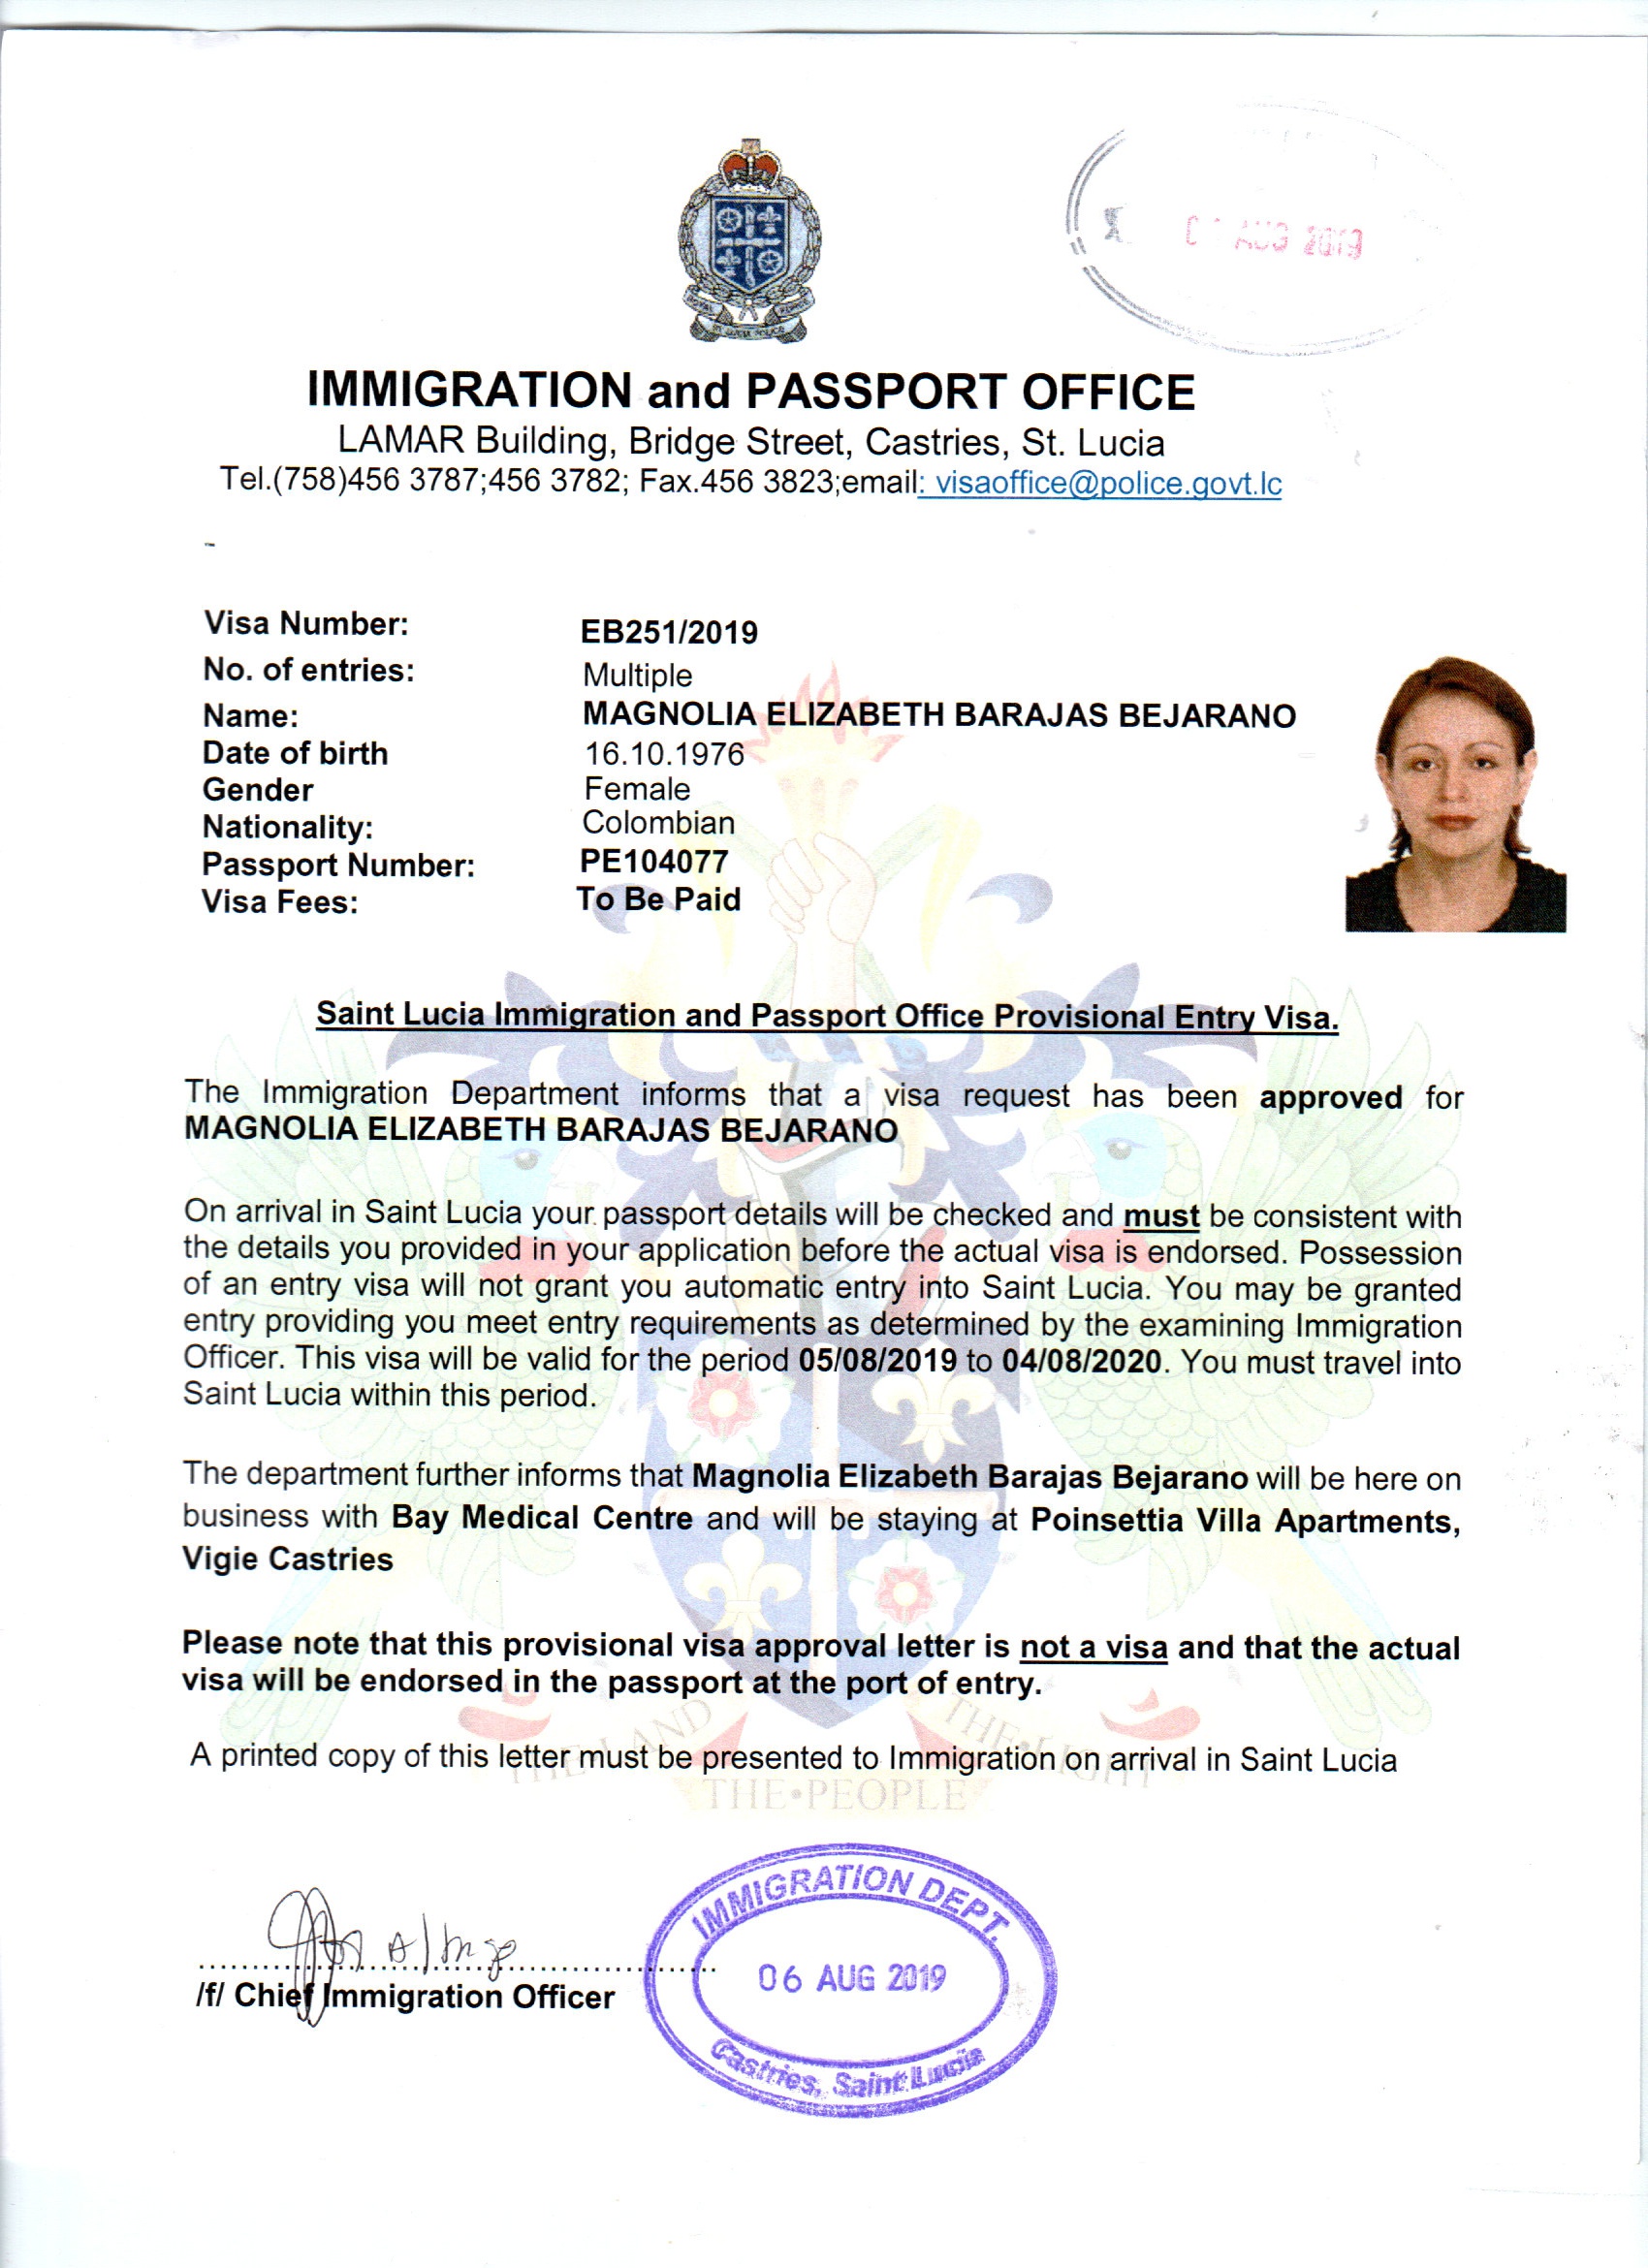 AUG 2019
IMMIGRATION and PASSPORT OFFICE
LAMAR Building, Bridge Street, Castries, St. Lucia
Tel.(758)456 3787;456 3782; Fax.456 3823;email: visaoffice@police.govt.lc
-
Visa Number: EB251/2019
No. of entries: Multiple
Name: MAGNOLIA ELIZABETH BARAJAS BEJARANO
Date of birth 16.10.1976
Gender Female
Nationality: Colombian
Passport Number: PE104077
Visa Fees: To Be Paid
Saint Lucia Immigration and Passport Office Provisional Entry Visa.
The Immigration Department informs that a visa request has been approved for
MAGNOLIA ELIZABETH BARAJAS BEJARANO
On arrival in Saint Lucia your passport details will be checked and must be consistent with
the details you provided in your application before the actual visa is endorsed. Possession
of an entry visa will not grant you automatic entry into Saint Lucia. You may be granted
entry providing you meet entry requirements as determined by the examining Immigration
Officer. This visa will be valid for the period 05/08/2019 to 04/08/2020. You must travel into
Saint Lucia within this period.
The department further informs that Magnolia Elizabeth Barajas Bejarano will be here on
business with Bay Medical Centre and will be staying at Poinsettia Villa Apartments,
Vigie Castries
Please note that this provisional visa approval letter is not a visa and that the actual
visa will be endorsed in the passport at the port of entry.
A printed copy of this letter must be presented to Immigration on arrival in Saint Lucia
THE LAND
THE•PEOPLE
THE•LIGHT
/f/ Chief Immigration Officer
IMMIGRATION DEPT.
06 AUG 2019
Castries, Saint Lucia